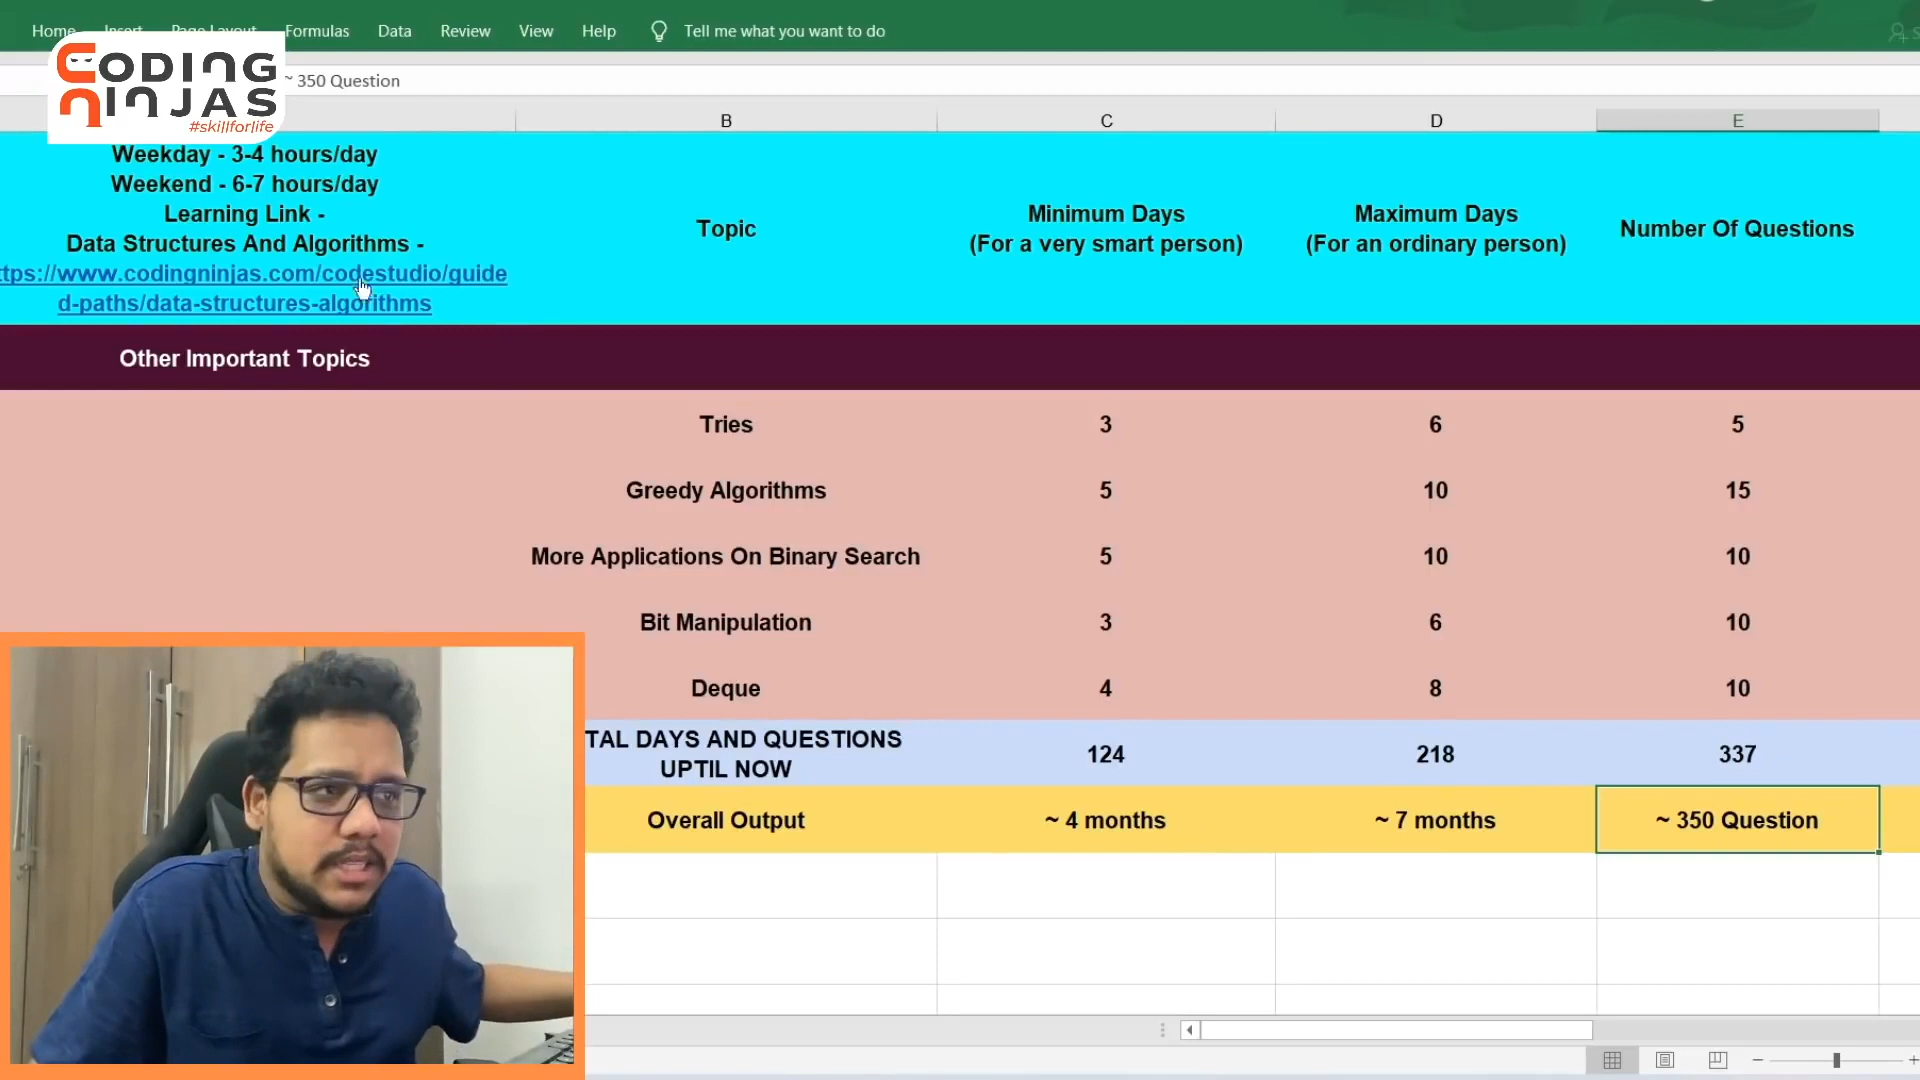 Home Insert Page Layout Formulas Data Review View Help Tell me what you want to do
CODING
NINJAS
#skillforlife
~ 350 Question
B C D E
Weekday - 3-4 hours/day
Weekend - 6-7 hours/day
Learning Link -
Data Structures And Algorithms -
ttps://www.codingninjas.com/codestudio/guide
d-paths/data-structures-algorithms
Topic
Minimum Days
(For a very smart person)
Maximum Days
(For an ordinary person)
Number Of Questions
Other Important Topics
Tries 3 6 5
Greedy Algorithms 5 10 15
More Applications On Binary Search 5 10 10
Bit Manipulation 3 6 10
Deque 4 8 10
TAL DAYS AND QUESTIONS
UPTIL NOW
124 218 337
Overall Output ~ 4 months ~ 7 months ~ 350 Question